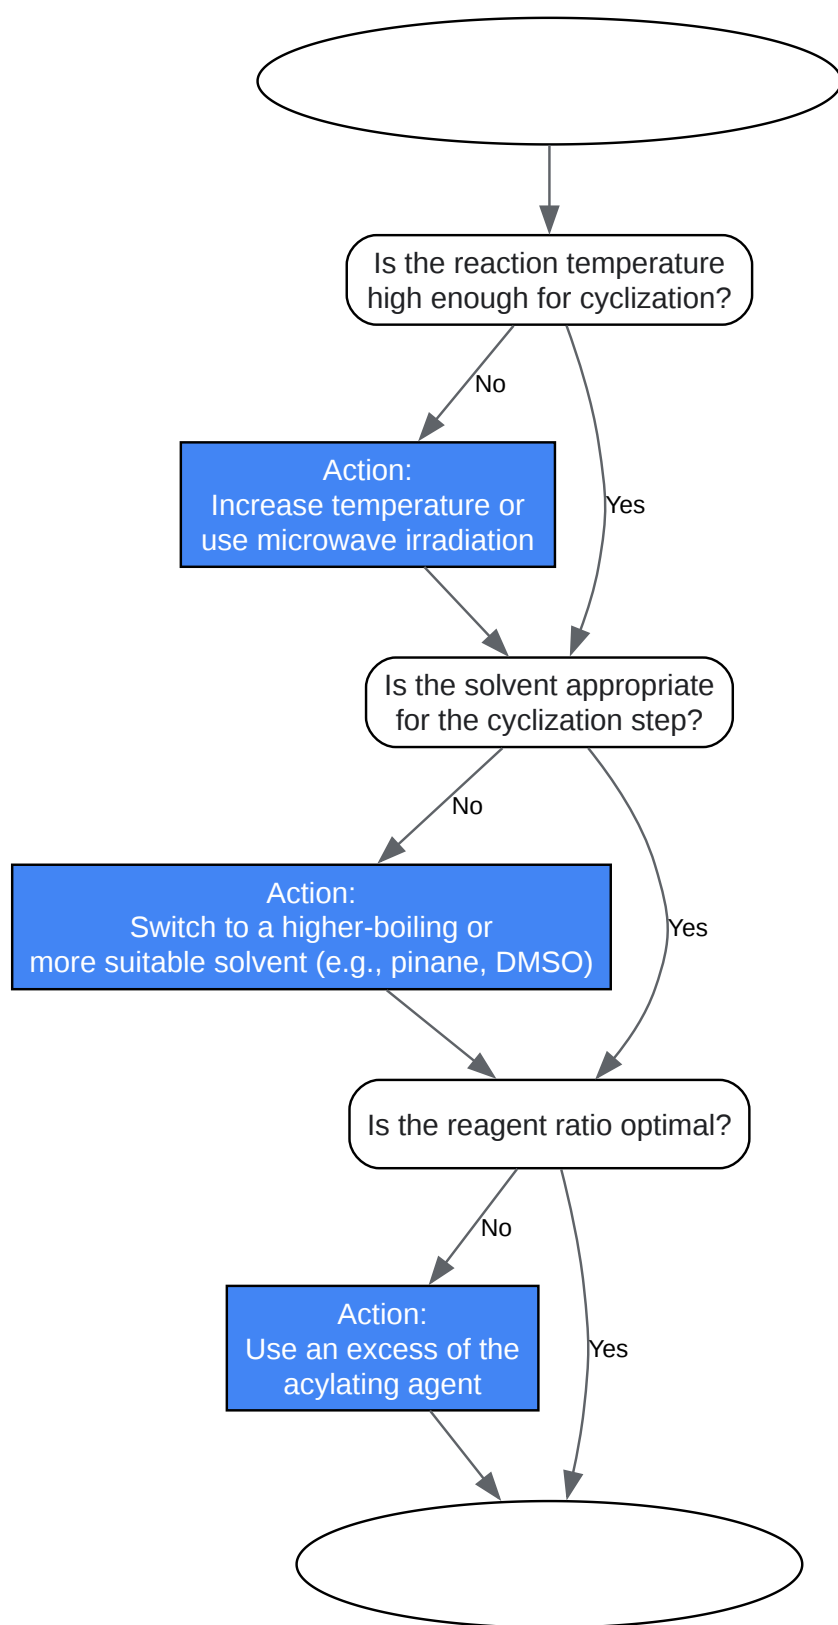 Is the reaction temperature
high enough for cyclization?
No
Action:
Increase temperature or
use microwave irradiation
Yes
Is the solvent appropriate
for the cyclization step?
No
Action:
Switch to a higher-boiling or
more suitable solvent (e.g., pinane, DMSO)
Yes
Is the reagent ratio optimal?
No
Action:
Use an excess of the
acylating agent
Yes